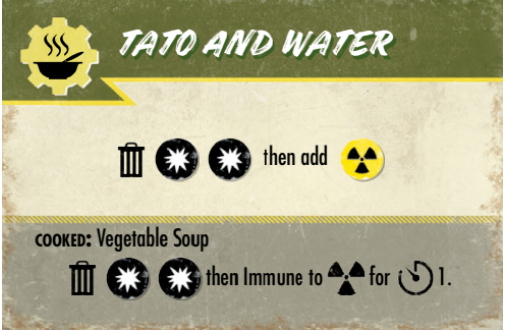 TATO AND WATER
then add
COOKED: Vegetable Soup
then Immune to for 1.